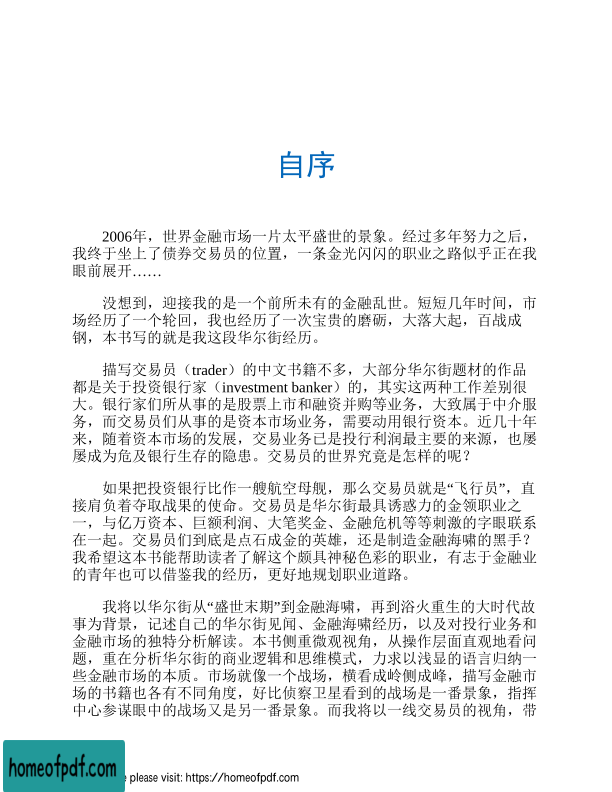 自序
2006年，世界金融市场一片太平盛世的景象。经过多年努力之后，
我终于坐上了债券交易员的位置，一条金光闪闪的职业之路似乎正在我
眼前展开……
没想到，迎接我的是一个前所未有的金融乱世。短短几年时间，市
场经历了一个轮回，我也经历了一次宝贵的磨砺，大落大起，百战成
钢，本书写的就是我这段华尔街经历。
描写交易员（trader）的中文书籍不多，大部分华尔街题材的作品
都是关于投资银行家（investment banker）的，其实这两种工作差别很
大。银行家们所从事的是股票上市和融资并购等业务，大致属于中介服
务，而交易员们从事的是资本市场业务，需要动用银行资本。近几十年
来，随着资本市场的发展，交易业务已是投行利润最主要的来源，也屡
屡成为危及银行生存的隐患。交易员的世界究竟是怎样的呢？
如果把投资银行比作一艘航空母舰，那么交易员就是“飞行员”，直
接肩负着夺取战果的使命。交易员是华尔街最具诱惑力的金领职业之
一，与亿万资本、巨额利润、大笔奖金、金融危机等等刺激的字眼联系
在一起。交易员们到底是点石成金的英雄，还是制造金融海啸的黑手？
我希望这本书能帮助读者了解这个颇具神秘色彩的职业，有志于金融业
的青年也可以借鉴我的经历，更好地规划职业道路。
我将以华尔街从“盛世末期”到金融海啸，再到浴火重生的大时代故
事为背景，记述自己的华尔街见闻、金融海啸经历，以及对投行业务和
金融市场的独特分析解读。本书侧重微观视角，从操作层面直观地看问
题，重在分析华尔街的商业逻辑和思维模式，力求以浅显的语言归纳一
些金融市场的本质。市场就像一个战场，横看成岭侧成峰，描写金融市
场的书籍也各有不同角度，好比侦察卫星看到的战场是一番景象，指挥
中心参谋眼中的战场又是另一番景象。而我将以一线交易员的视角，带
homeofpdf.com
please visit: https://homeofpdf.com